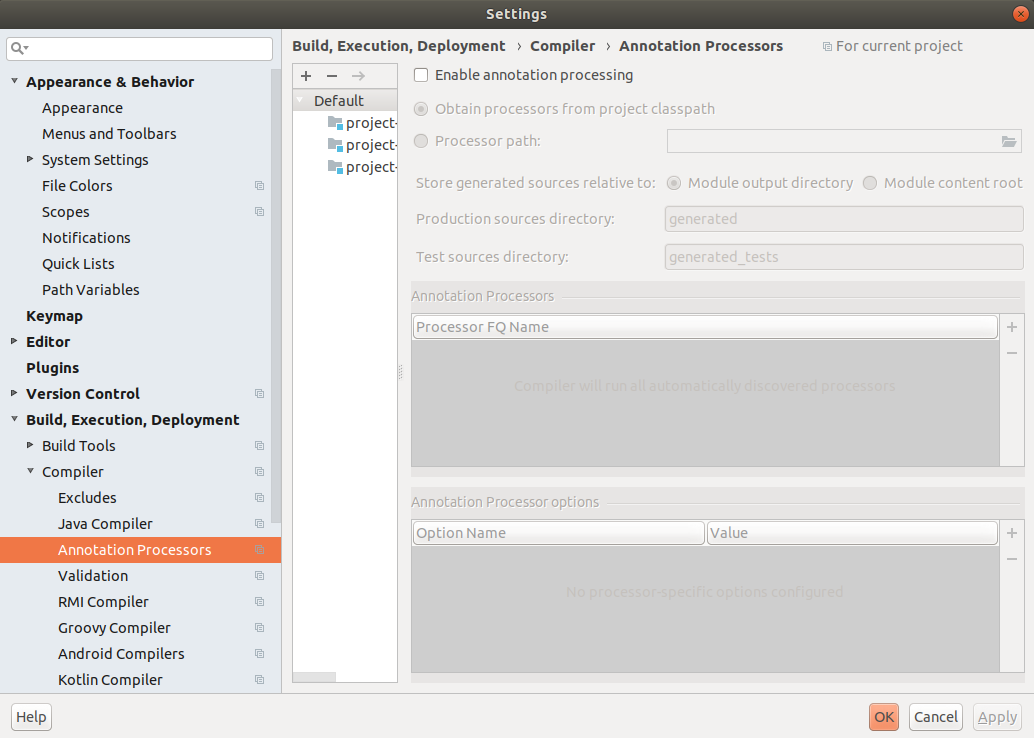 Settings
Build, Execution, Deployment › Compiler › Annotation Processors For current project
Appearance & Behavior
Appearance
Menus and Toolbars
System Settings
File Colors
Scopes
Notifications
Quick Lists
Path Variables
Keymap
Editor
Plugins
Version Control
Build, Execution, Deployment
Build Tools
Compiler
Excludes
Java Compiler
Annotation Processors
Validation
RMI Compiler
Groovy Compiler
Android Compilers
Kotlin Compiler
Default
project-
project-
project-
Enable annotation processing
Obtain processors from project classpath
Processor path:
Store generated sources relative to: Module output directory Module content root
Production sources directory: generated
Test sources directory: generated_tests
Annotation Processors
Processor FQ Name
Compiler will run all automatically discovered processors
Annotation Processor options
Option Name Value
No processor-specific options configured
Help OK Cancel Apply